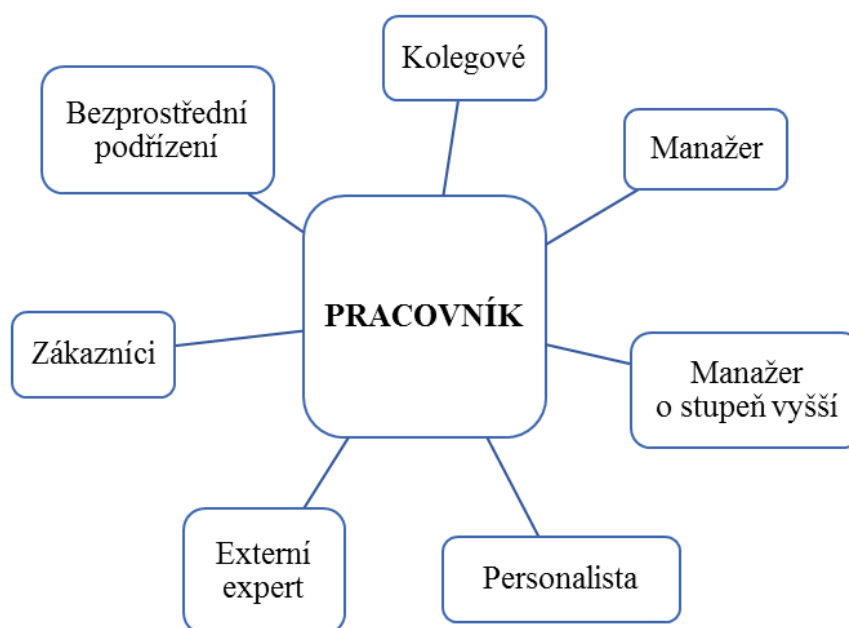 Kolegové
Bezprostřední
podřízení
Manažer
PRACOVNÍK
Zákazníci
Manažer
o stupeň vyšší
Externí
expert
Personalista